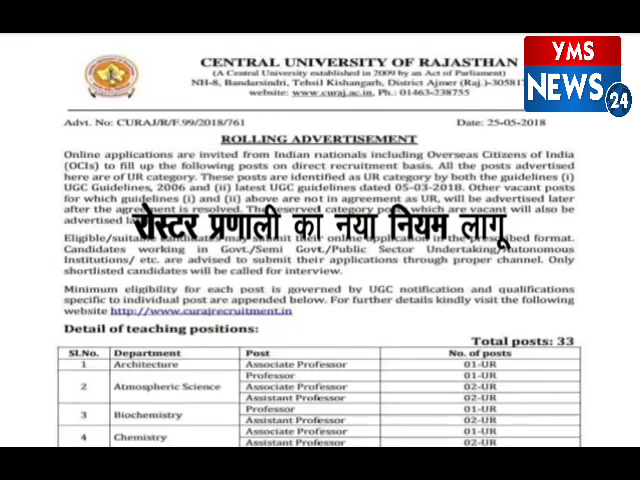 YMS
NEWS
24
CENTRAL UNIVERSITY OF RAJASTHAN
(A Central University established in 2009 by an Act of Parliament)
NH-8, Bandarsindri, Tehsil Kishangarh, District Ajmer (Raj.)-30581
website: www.curaj.ac.in, Ph.: 01463-238755
Advt. No: CURAJ/R/F.99/2018/761 Date: 25-05-2018
ROLLING ADVERTISEMENT
Online applications are invited from Indian nationals including Overseas Citizens of India
(OCIs) to fill up the following posts on direct recruitment basis. All the posts advertised
here are of UR category. These posts are identified as UR category by both the guidelines (i)
UGC Guidelines, 2006 and (ii) latest UGC guidelines dated 05-03-2018. Other vacant posts
for which guidelines (i) and (ii) above are not in agreement as UR, will be advertised later
after the agreement is resolved. The reserved category posts which are vacant will also be
advertised
रोस्टर प्रणाली का नया नियम लागू
Eligible/suitable candidates may submit their online application in the prescribed format.
Candidates working in Govt./Semi Govt./Public Sector Undertaking/Autonomous
Institutions/ etc. are advised to submit their applications through proper channel. Only
shortlisted candidates will be called for interview.
Minimum eligibility for each post is governed by UGC notification and qualifications
specific to individual post are appended below. For further details kindly visit the following
website http://www.curajrecruitment.in
Detail of teaching positions:
Total posts: 33
Sl.No. Department Post No. of posts
1 Architecture Associate Professor 01-UR
2 Atmospheric Science Professor 01-UR
Associate Professor 02-UR
Assistant Professor 02-UR
3 Biochemistry Professor 01-UR
Assistant Professor 02-UR
4 Chemistry Associate Professor 01-UR
Assistant Professor 02-UR